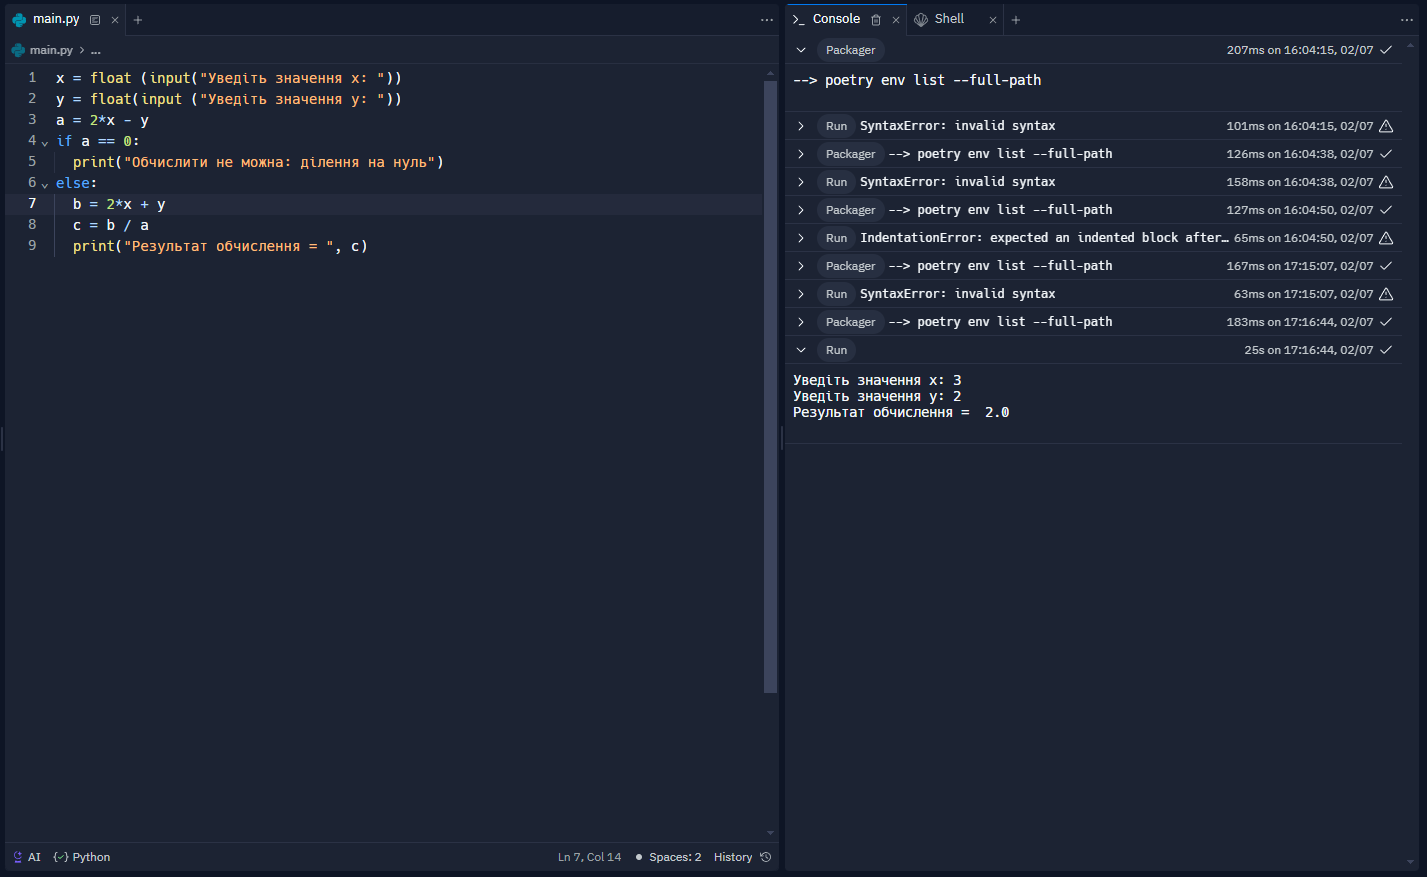 main.py
main.py > ...
1 x = float (input("Уведіть значення x: "))
2 y = float(input ("Уведіть значення y: "))
3 a = 2*x - y
4 if a == 0:
5 print("Обчислити не можна: ділення на нуль")
6 else:
7 b = 2*x + y
8 c = b / a
9 print("Результат обчислення = ", c)
AI {✓} Python Ln 7, Col 14 Spaces: 2 History
Console Shell
Packager 207ms on 16:04:15, 02/07
--> poetry env list --full-path
Run SyntaxError: invalid syntax 101ms on 16:04:15, 02/07
Packager --> poetry env list --full-path 126ms on 16:04:38, 02/07
Run SyntaxError: invalid syntax 158ms on 16:04:38, 02/07
Packager --> poetry env list --full-path 127ms on 16:04:50, 02/07
Run IndentationError: expected an indented block after… 65ms on 16:04:50, 02/07
Packager --> poetry env list --full-path 167ms on 17:15:07, 02/07
Run SyntaxError: invalid syntax 63ms on 17:15:07, 02/07
Packager --> poetry env list --full-path 183ms on 17:16:44, 02/07
Run 25s on 17:16:44, 02/07
Уведіть значення x: 3
Уведіть значення y: 2
Результат обчислення =  2.0